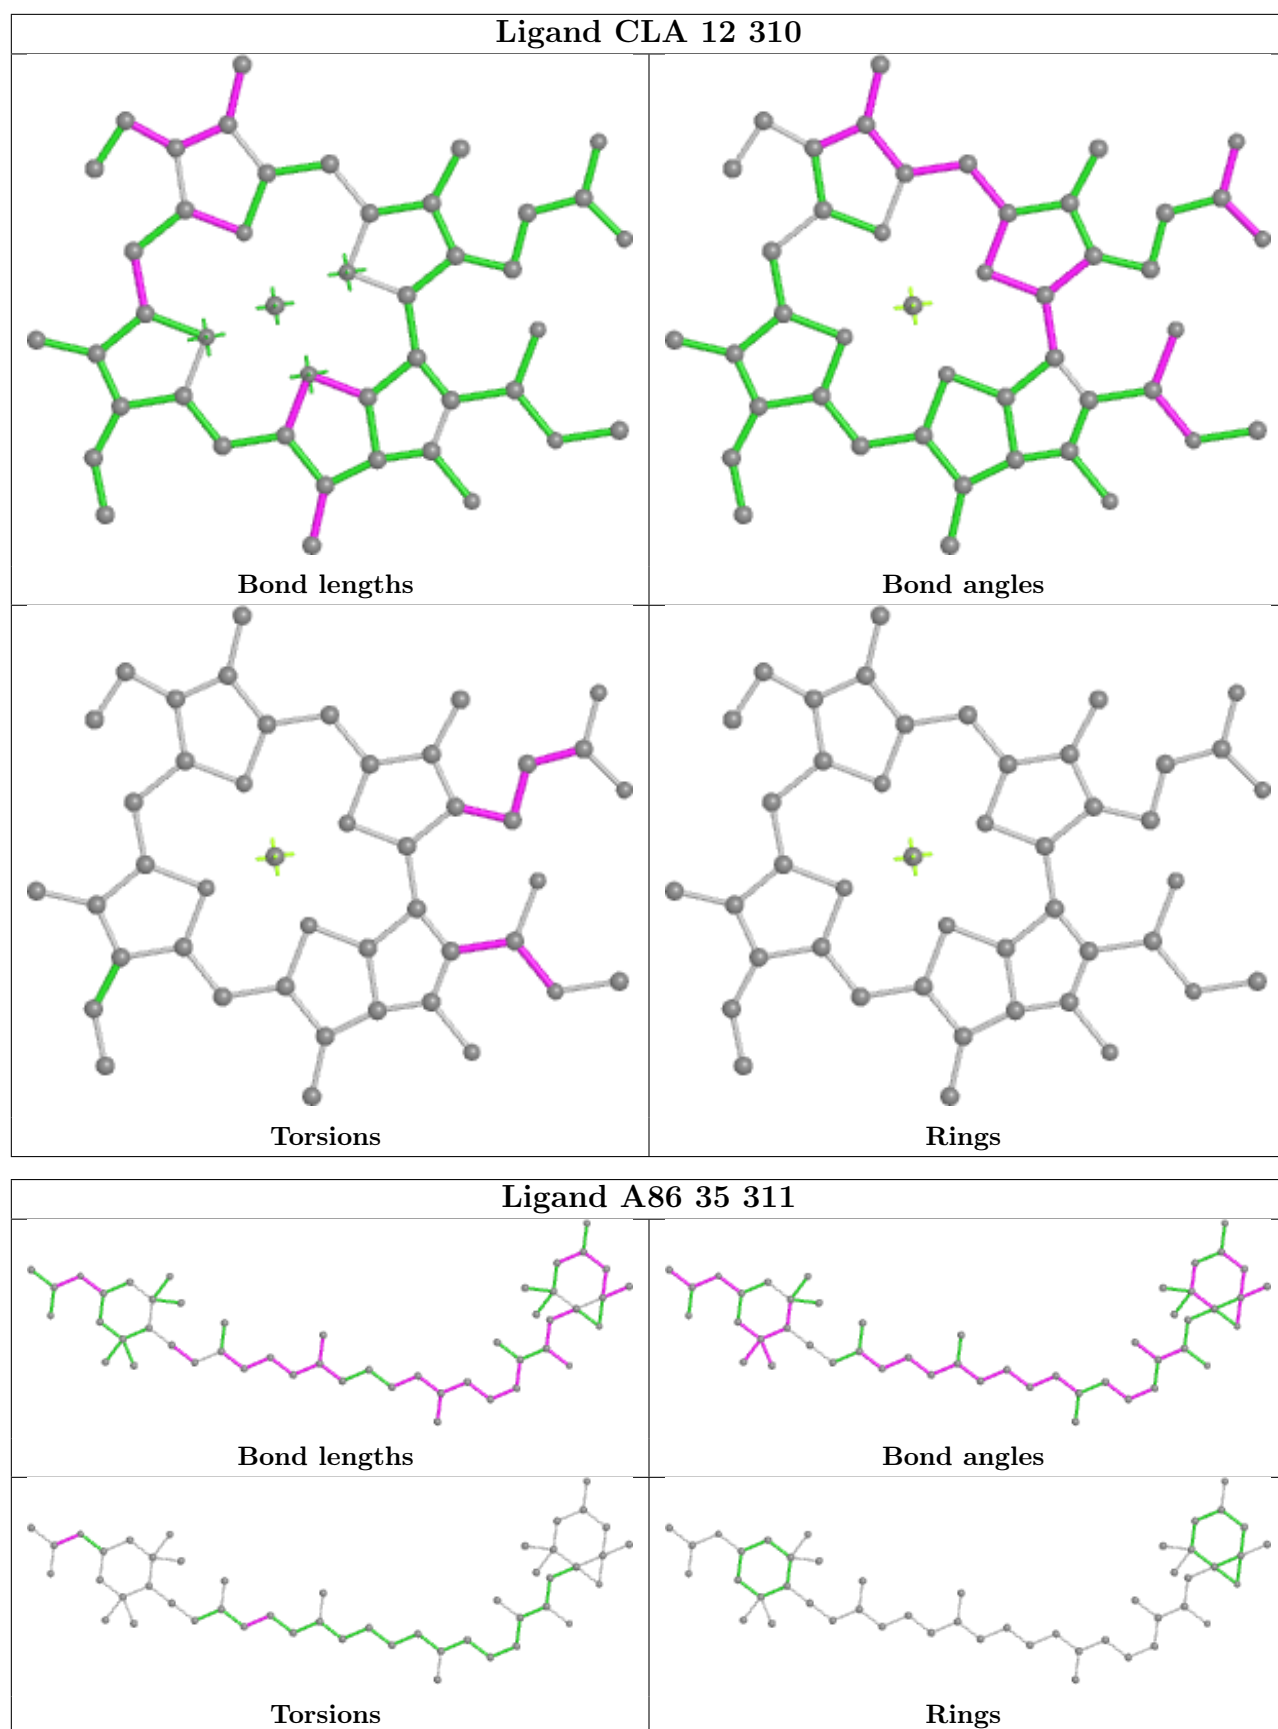 Ligand CLA 12 310
Bond lengths
Bond angles
Torsions
Rings
Ligand A86 35 311
Bond lengths
Bond angles
Torsions
Rings